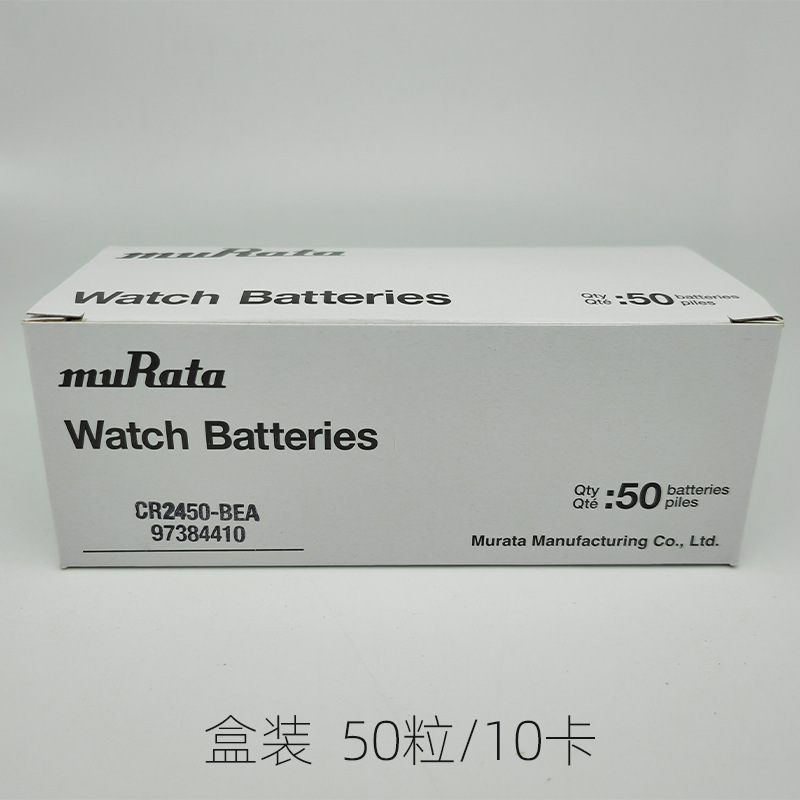 muRata
Watch Batteries
Qty
Qté :50 batteries
piles
muRata
Watch Batteries
CR2450-BEA
97384410
Qty
Qté :50 batteries
piles
Murata Manufacturing Co., Ltd.
盒装 50粒/10卡